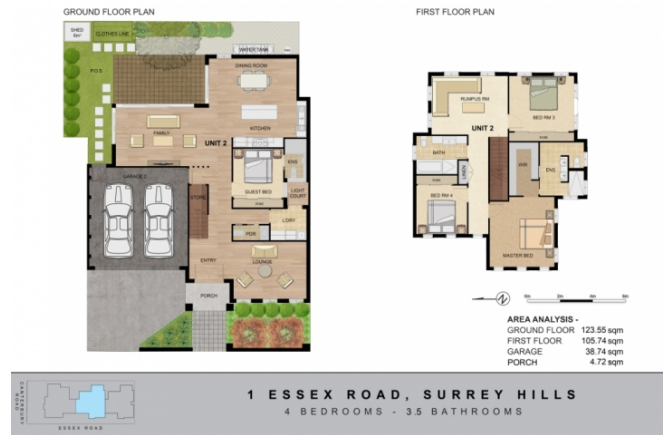 GROUND FLOOR PLAN
FIRST FLOOR PLAN
SHED
CLOTHES LINE
WATER TANK
P.O.S
DINING ROOM
KITCHEN
FAMILY
UNIT 2
GARAGE 2
GUEST BED
ENS
LIGHT
COURT
STORE
LDRY
PDR
LOUNGE
ENTRY
PORCH
RUMPUS RM
BED RM 3
UNIT 2
BATH
LINEN
WIR
ENS
BED RM 4
MASTER BED
AREA ANALYSIS -
GROUND FLOOR 123.55 sqm
FIRST FLOOR 105.74 sqm
GARAGE 38.74 sqm
PORCH 4.72 sqm
1 ESSEX ROAD, SURREY HILLS
4 BEDROOMS - 3.5 BATHROOMS
CANTERBURY
ROAD
ESSEX ROAD